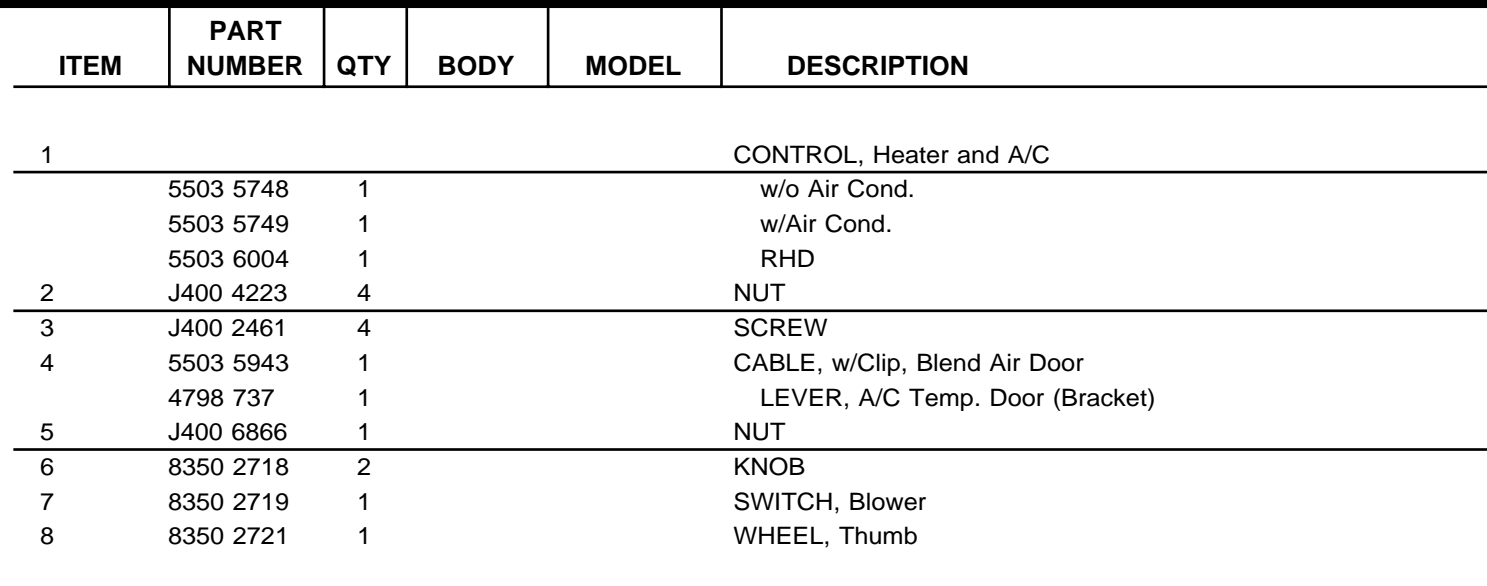 PART
ITEM NUMBER QTY BODY MODEL DESCRIPTION
1 CONTROL, Heater and A/C
5503 5748 1 w/o Air Cond.
5503 5749 1 w/Air Cond.
5503 6004 1 RHD
2 J400 4223 4 NUT
3 J400 2461 4 SCREW
4 5503 5943 1 CABLE, w/Clip, Blend Air Door
4798 737 1 LEVER, A/C Temp. Door (Bracket)
5 J400 6866 1 NUT
6 8350 2718 2 KNOB
7 8350 2719 1 SWITCH, Blower
8 8350 2721 1 WHEEL, Thumb